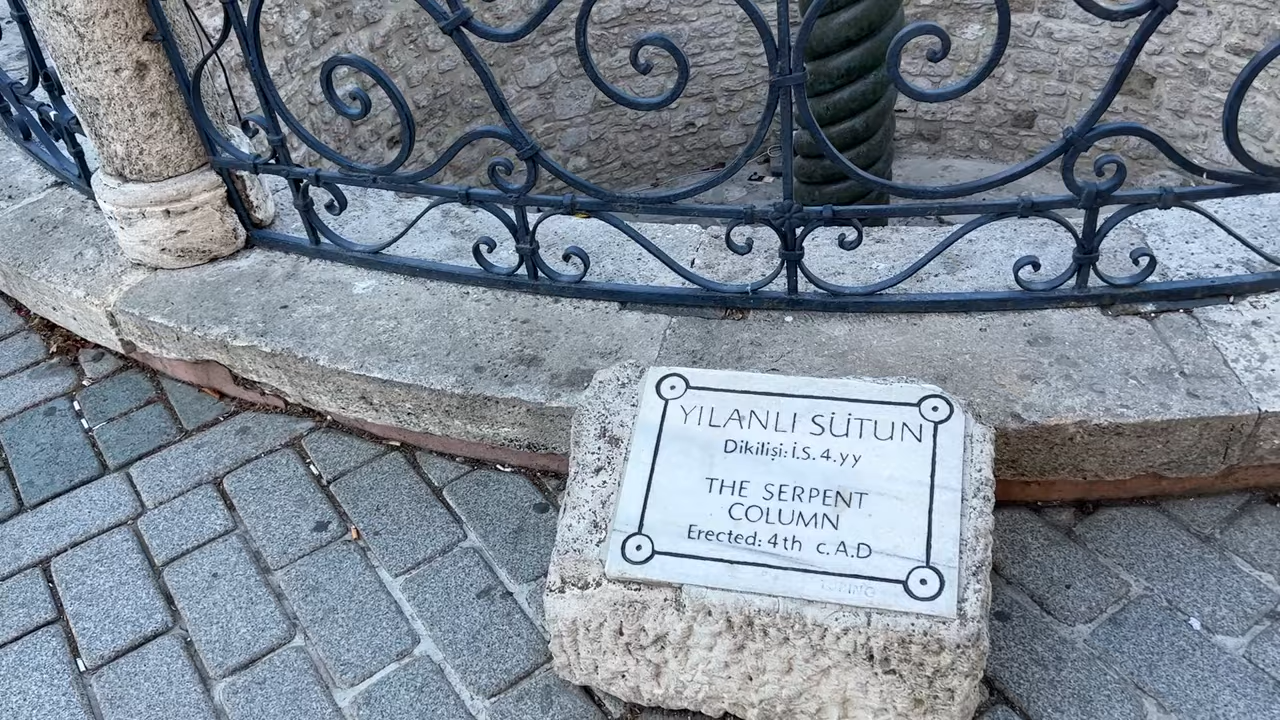 YILANLI SÜTUN
Dikilişi: İ.S. 4.yy
THE SERPENT
COLUMN
Erected: 4th c. A.D